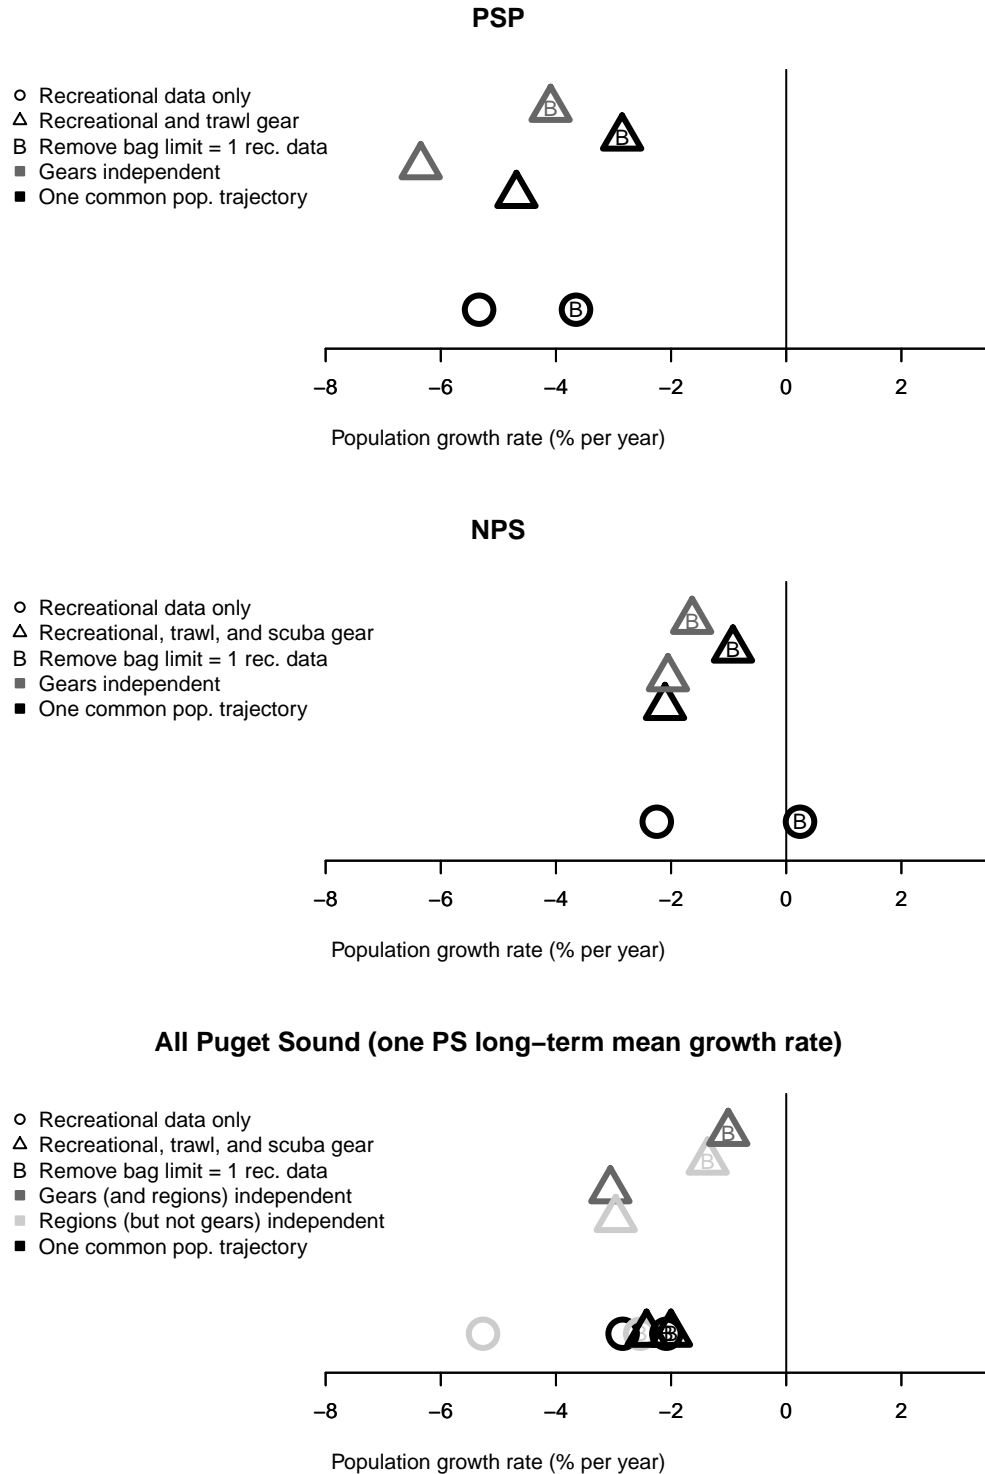 PSP
Recreational data only
Recreational and trawl gear
B Remove bag limit = 1 rec. data
Gears independent
One common pop. trajectory
B
B
B
−8 −6 −4 −2 0 2
Population growth rate (% per year)
NPS
Recreational data only
Recreational, trawl, and scuba gear
B Remove bag limit = 1 rec. data
Gears independent
One common pop. trajectory
B
B
B
−8 −6 −4 −2 0 2
Population growth rate (% per year)
All Puget Sound (one PS long−term mean growth rate)
Recreational data only
Recreational, trawl, and scuba gear
B Remove bag limit = 1 rec. data
Gears (and regions) independent
Regions (but not gears) independent
One common pop. trajectory
B
B
B B B
−8 −6 −4 −2 0 2
Population growth rate (% per year)